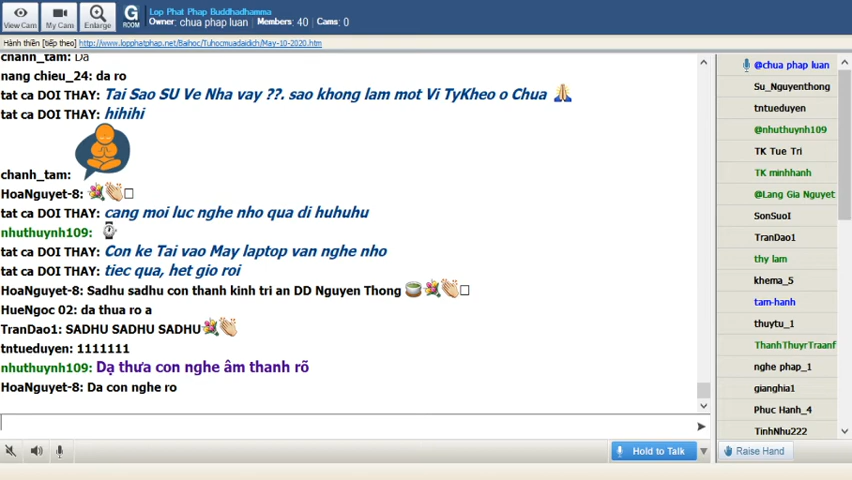 View Cam
My Cam
Enlarge
G
ROOM
Lop Phat Phap Buddhadhamma
Owner: chua phap luan Members: 40 Cams: 0
Hành thiền [tiếp theo] http://www.lopphatphap.net/Baihoc/Tuhocmuadaidich/May-10-2020.htm
chanh_tam: Da
nang chieu_24: da ro
tat ca DOI THAY: Tai Sao SU Ve Nha vay ??. sao khong lam mot Vi TyKheo o Chua
tat ca DOI THAY: hihihi
chanh_tam:
HoaNguyet-8:
tat ca DOI THAY: cang moi luc nghe nho qua di huhuhu
nhuthuynh109:
tat ca DOI THAY: Con ke Tai vao May laptop van nghe nho
tat ca DOI THAY: tiec qua, het gio roi
HoaNguyet-8: Sadhu sadhu con thanh kinh tri an DD Nguyen Thong
HueNgoc 02: da thua ro a
TranDao1: SADHU SADHU SADHU
tntueduyen: 1111111
nhuthuynh109: Dạ thưa con nghe âm thanh rõ
HoaNguyet-8: Da con nghe ro
Hold to Talk
@chua phap luan
Su_Nguyenthong
tntueduyen
@nhuthuynh109
TK Tue Tri
TK minhhanh
@Lang Gia Nguyet
SonSuoI
TranDao1
thy lam
khema_5
tam-hanh
thuytu_1
ThanhThuyrTraanf
nghe phap_1
gianghia1
Phuc Hanh_4
TinhNhu222
Raise Hand